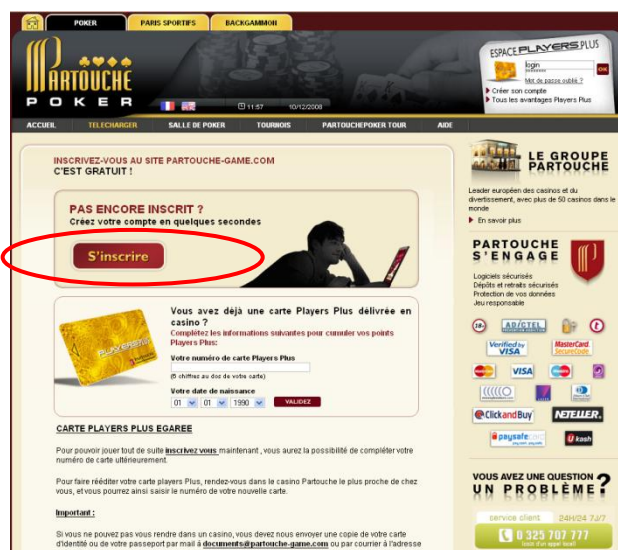 POKER PARIS SPORTIFS BACKGAMMON
PARTOUCHE
POKER
11:57 10/12/2008
ESPACE PLAYERS PLUS
login
OK
Mot de passe oublié ?
Créer son compte
Tous les avantages Players Plus
ACCUEIL TELECHARGER SALLE DE POKER TOURNOIS PARTOUCHEPOKER TOUR AIDE
INSCRIVEZ-VOUS AU SITE PARTOUCHE-GAME.COM
C'EST GRATUIT !
PAS ENCORE INSCRIT ?
Créez votre compte en quelques secondes
S'inscrire
Vous avez déjà une carte Players Plus délivrée en
casino ?
Complétez les informations suivantes pour cumuler vos points
Players Plus:
PLAYERS
Votre numéro de carte Players Plus
(6 chiffres au dos de votre carte)
Votre date de naissance
01 01 1990 VALIDEZ
CARTE PLAYERS PLUS EGAREE
Pour pouvoir jouer tout de suite inscrivez vous maintenant , vous aurez la possibilité de compléter votre
numéro de carte ultérieurement.
Pour faire rééditer votre carte players Plus, rendez-vous dans le casino Partouche le plus proche de chez
vous, et vous pourrez ainsi saisir le numéro de votre nouvelle carte.
Important :
Si vous ne pouvez pas vous rendre dans un casino, vous devez nous envoyer une copie de votre carte
d'identité ou de votre passeport par mail à documents@partouche-game.com ou par courrier à l'adresse
LE GROUPE
PARTOUCHE
Leader européen des casinos et du
divertissement, avec plus de 50 casinos dans le
monde
En savoir plus
PARTOUCHE
S'ENGAGE
Logiciels sécurisés
Dépôts et retraits sécurisés
Protection de vos données
Jeu responsable
18+ AD/CTEL
Verified by
VISA
MasterCard.
SecureCode
VISA
ClickandBuy NETELLER.
paysafecard
Ukash
VOUS AVEZ UNE QUESTION ?
UN PROBLÈME
service client 24H/24 7J/7
0 325 707 777